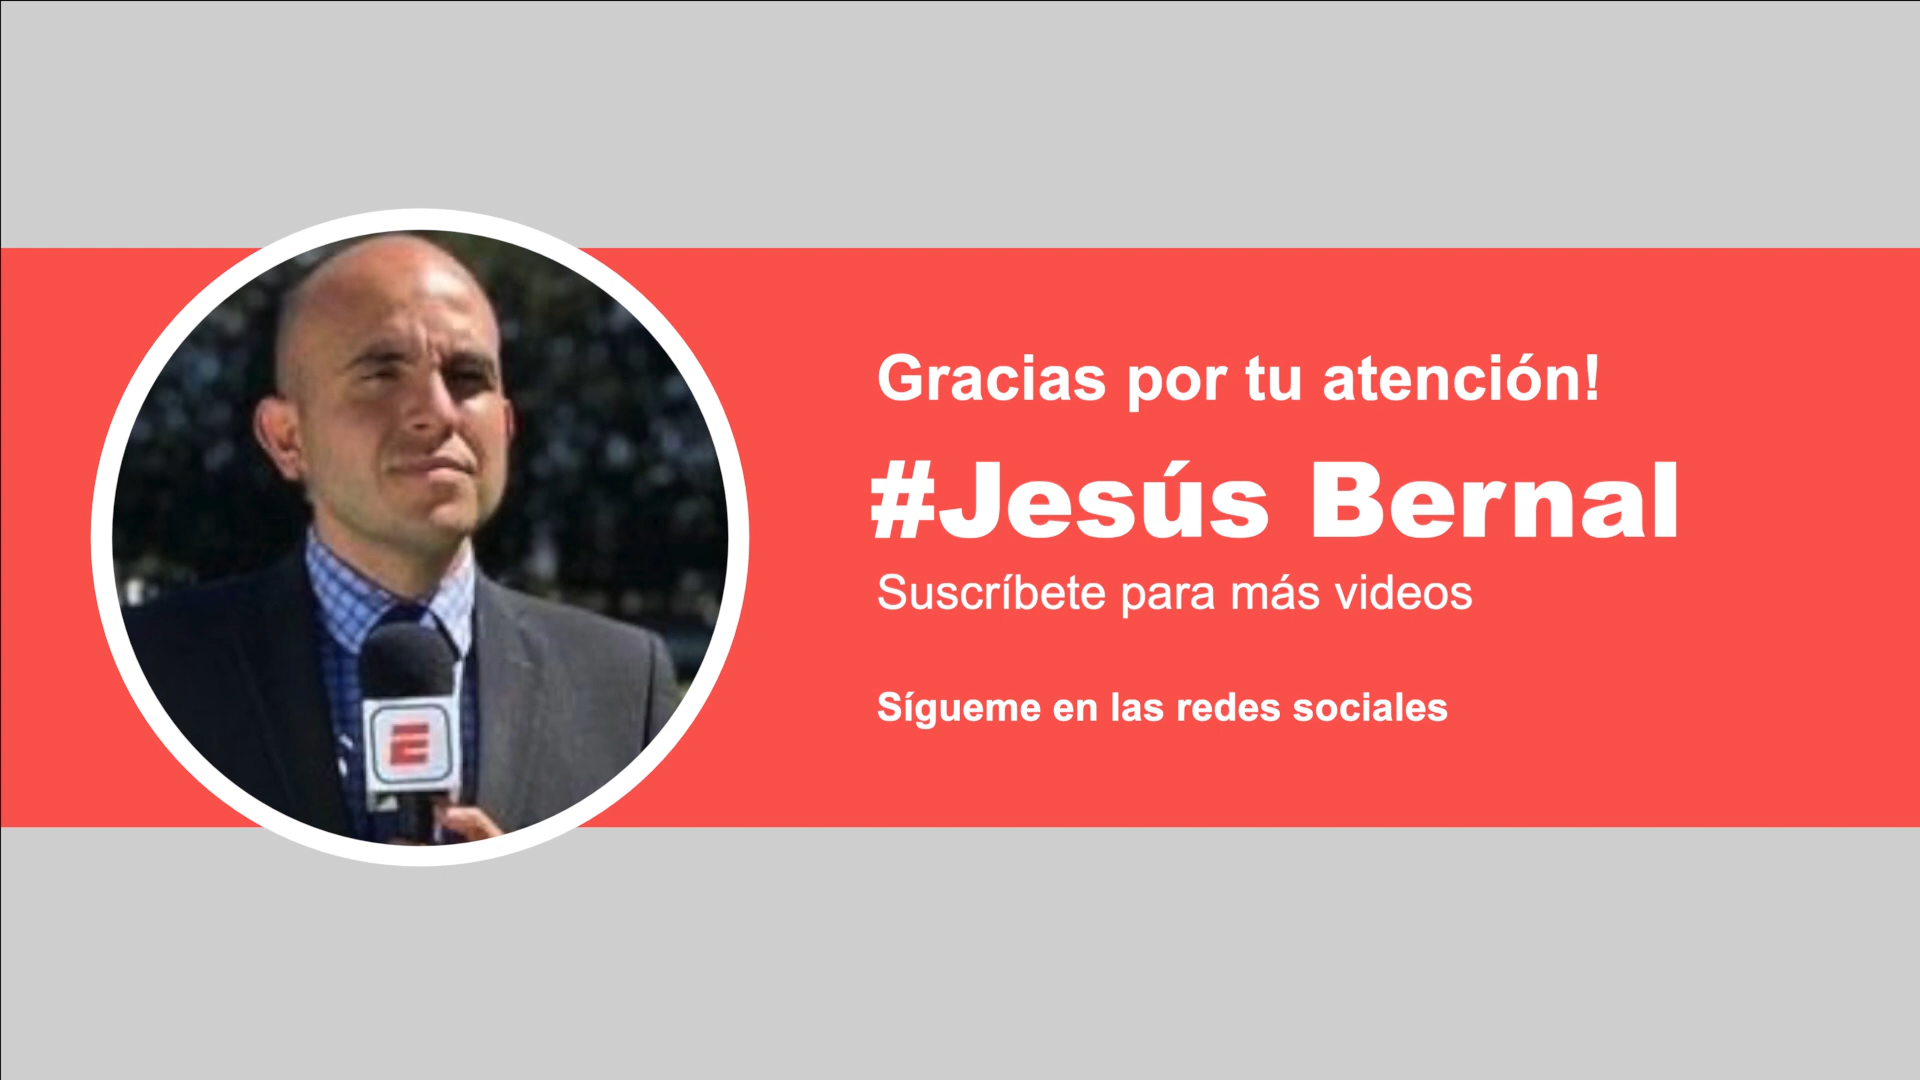 Gracias por tu atención!
#Jesús Bernal
Suscríbete para más videos
Sígueme en las redes sociales
E